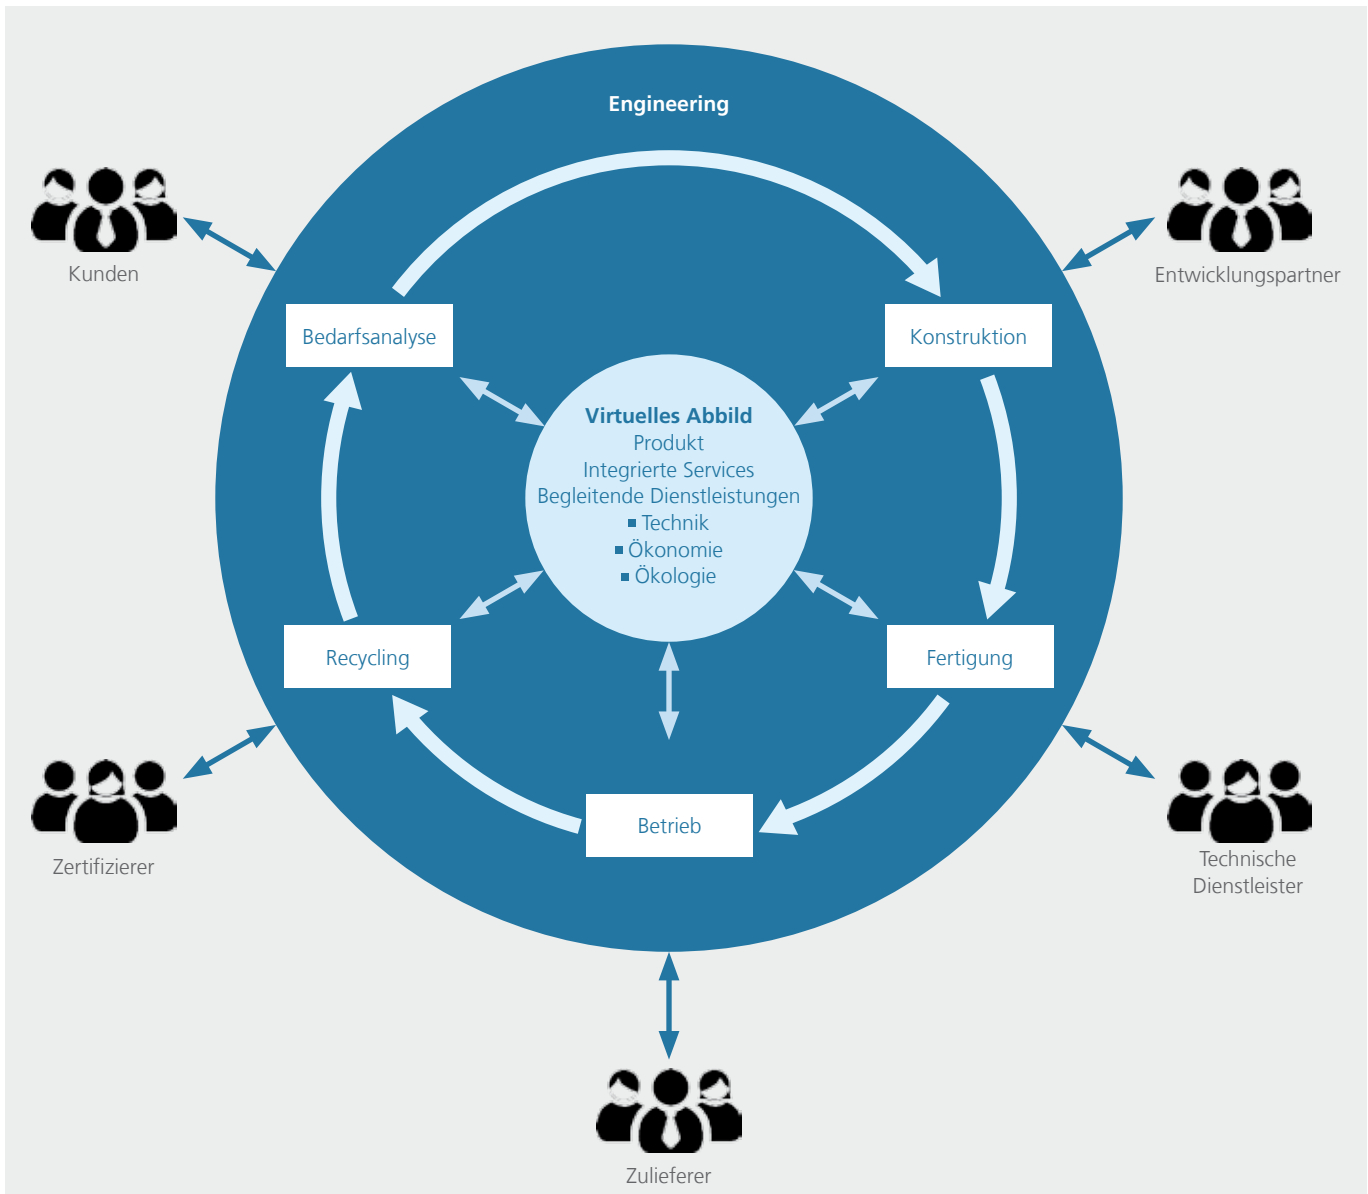 Engineering
Kunden
Entwicklungspartner
Bedarfsanalyse
Konstruktion
Virtuelles Abbild
Produkt
Integrierte Services
Begleitende Dienstleistungen
▪ Technik
▪ Ökonomie
▪ Ökologie
Recycling
Fertigung
Betrieb
Zertifizierer
Technische
Dienstleister
Zulieferer